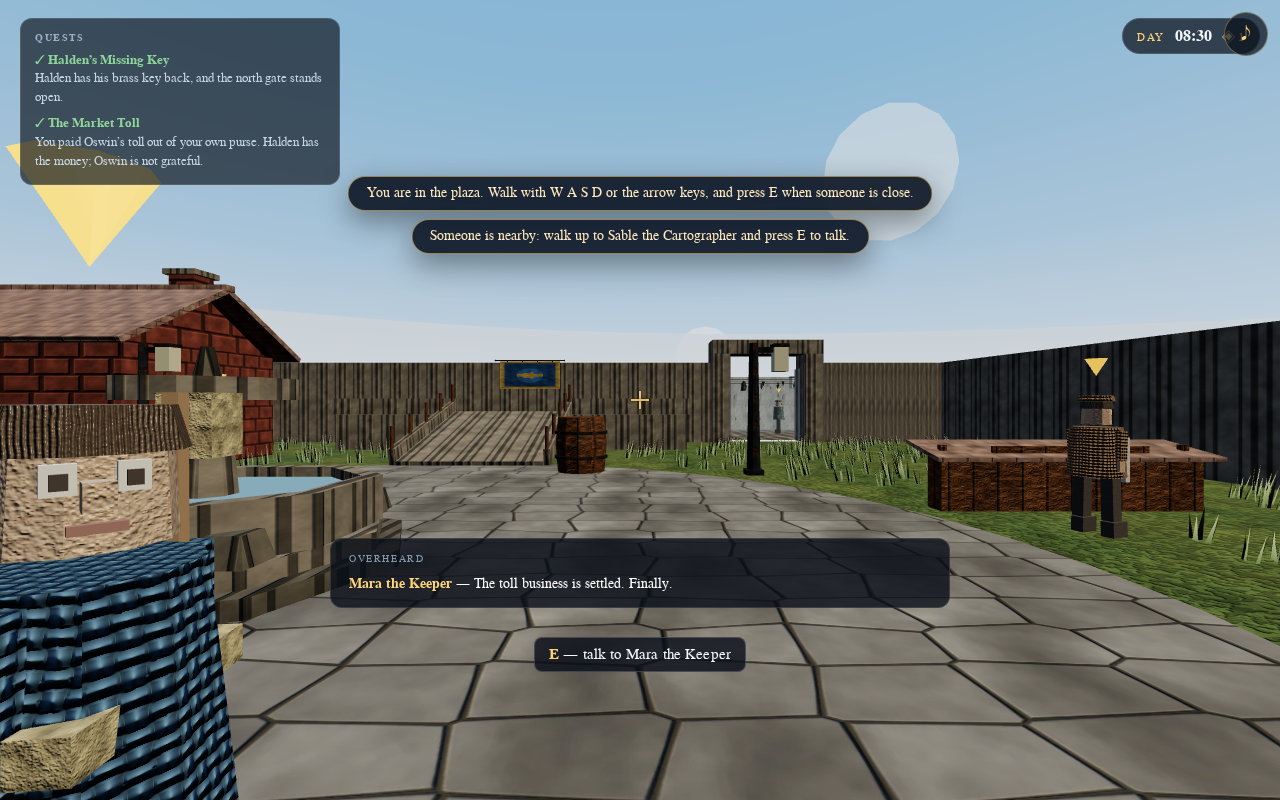 QUESTS
✓ Halden's Missing Key
Halden has his brass key back, and the north gate stands
open.
✓ The Market Toll
You paid Oswin's toll out of your own purse. Halden has
the money; Oswin is not grateful.
DAY 08:30
You are in the plaza. Walk with W A S D or the arrow keys, and press E when someone is close.
Someone is nearby: walk up to Sable the Cartographer and press E to talk.
OVERHEARD
Mara the Keeper — The toll business is settled. Finally.
E — talk to Mara the Keeper